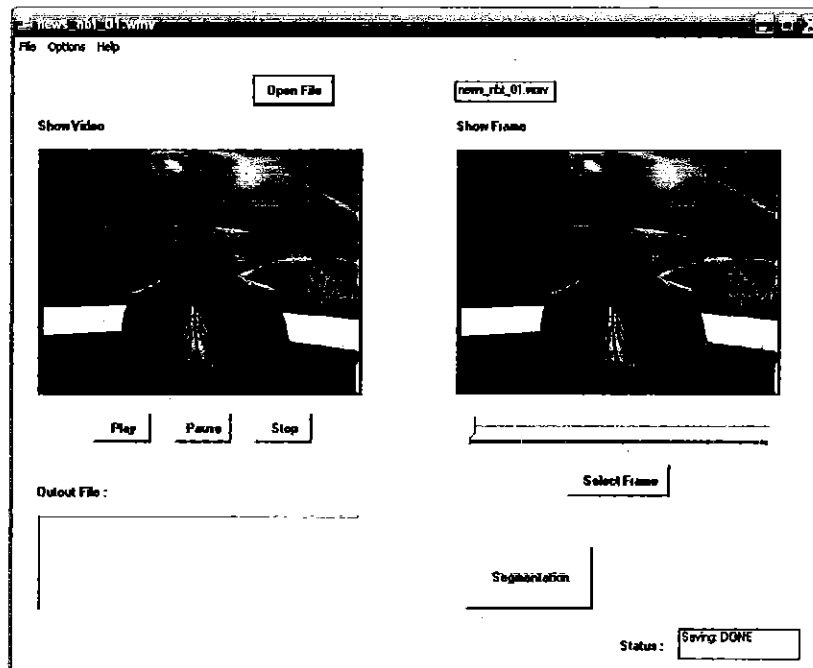 news_nbt_01.wmv
File Options Help
Open File
news_nbt_01.wmv
Show Video
Show Frame
Play
Pause
Stop
Select Frame
Output File :
Segmentation
Status :
Saving: DONE